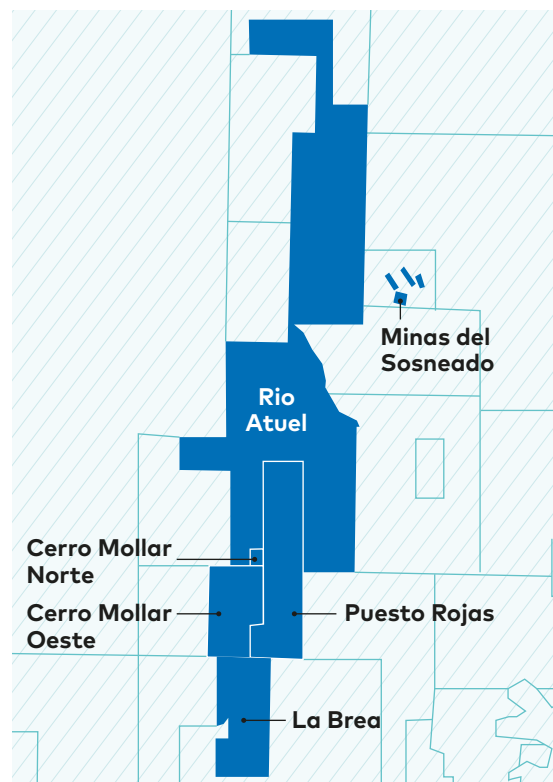 Minas del
Sosneado
Rio
Atuel
Cerro Mollar
Norte
Cerro Mollar
Oeste
Puesto Rojas
La Brea